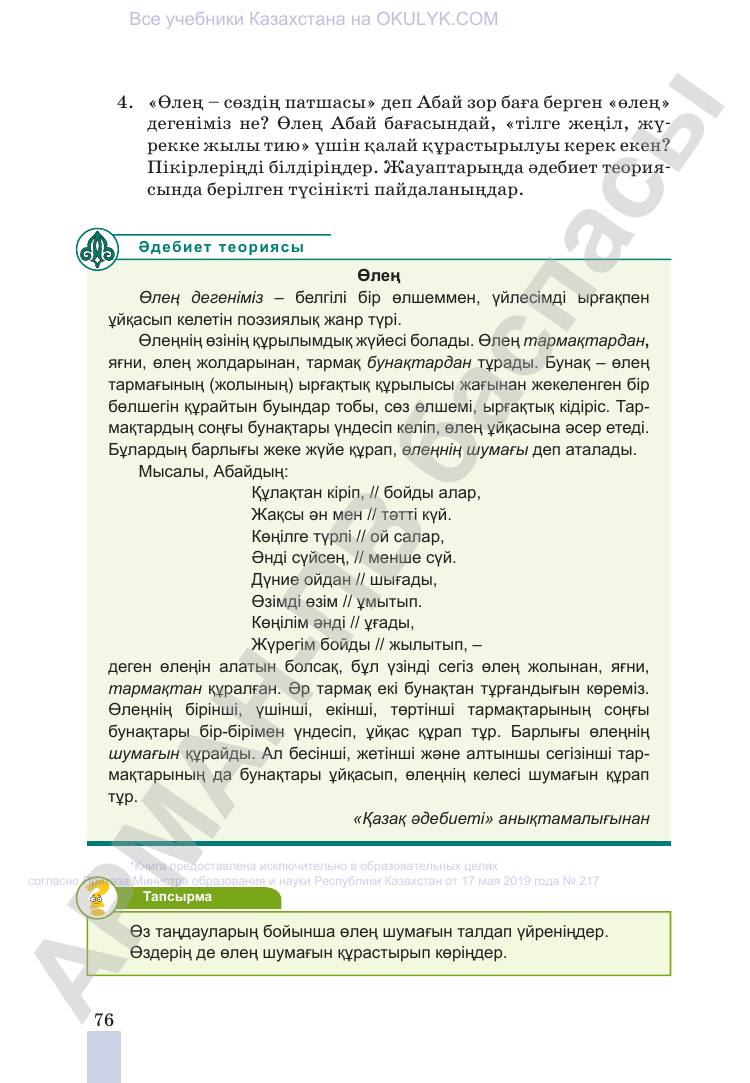 Все учебники Казахстана на OKULYK.COM
4. «Өлең – сөздің патшасы» деп Абай зор баға берген «өлең»
дегеніміз не? Өлең Абай бағасындай, «тілге жеңіл, жү-
рекке жылы тию» үшін қалай құрастырылуы керек екен?
Пікірлеріңді білдіріңдер. Жауаптарыңда әдебиет теория-
сында берілген түсінікті пайдаланыңдар.
Әдебиет теориясы
Өлең
Өлең дегеніміз – белгілі бір өлшеммен, үйлесімді ырғақпен
ұйқасып келетін поэзиялық жанр түрі.
Өлеңнің өзінің құрылымдық жүйесі болады. Өлең тармақтардан,
яғни, өлең жолдарынан, тармақ бунақтардан тұрады. Бунақ – өлең
тармағының (жолының) ырғақтық құрылысы жағынан жекеленген бір
бөлшегін құрайтын буындар тобы, сөз өлшемі, ырғақтық кідіріс. Тар-
мақтардың соңғы бунақтары үндесіп келіп, өлең ұйқасына әсер етеді.
Бұлардың барлығы жеке жүйе құрап, өлеңнің шумағы деп аталады.
Мысалы, Абайдың:
Құлақтан кіріп, // бойды алар,
Жақсы ән мен // тәтті күй.
Көңілге түрлі // ой салар,
Әнді сүйсең, // менше сүй.
Дүние ойдан // шығады,
Өзімді өзім // ұмытып.
Көңілім әнді // ұғады,
Жүрегім бойды // жылытып, –
деген өлеңін алатын болсақ, бұл үзінді сегіз өлең жолынан, яғни,
тармақтан құралған. Әр тармақ екі бунақтан тұрғандығын көреміз.
Өлеңнің бірінші, үшінші, екінші, төртінші тармақтарының соңғы
бунақтары бір-бірімен үндесіп, ұйқас құрап тұр. Барлығы өлеңнің
шумағын құрайды. Ал бесінші, жетінші және алтыншы сегізінші тар-
мақтарының да бунақтары ұйқасып, өлеңнің келесі шумағын құрап
тұр.
«Қазақ әдебиеті» анықтамалығынан
*Книга предоставлена исключительно в образовательных целях
согласно Приказа Министра образования и науки Республики Казахстан от 17 мая 2019 года № 217
Тапсырма
Өз таңдауларың бойынша өлең шумағын талдап үйреніңдер.
Өздерің де өлең шумағын құрастырып көріңдер.
76
АРМАН-ПВ баспасы